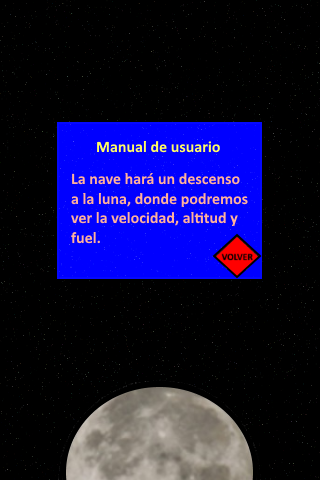 Manual de usuario
La nave hará un descenso
a la luna, donde podremos
ver la velocidad, altitud y
fuel.
VOLVER